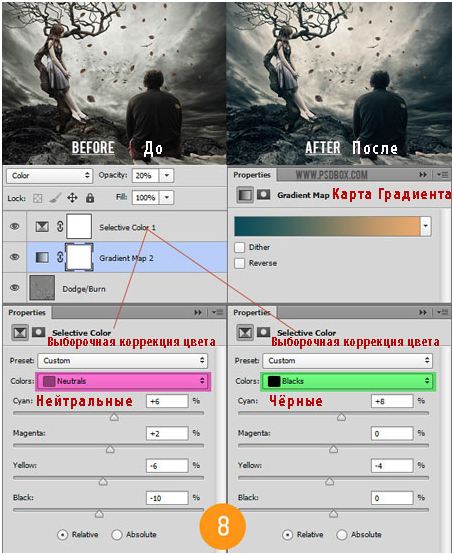 BEFORE До
AFTER После
WWW.PSDBOX.COM
Color Opacity: 20%
Lock: Fill: 100%
Selective Color 1
Gradient Map 2
Dodge/Burn
Properties
Gradient Map Карта Градиента
Dither
Reverse
Properties
Selective Color
Выборочная коррекция цвета
Preset: Custom
Colors: Neutrals
Cyan: Нейтральные +6 %
Magenta: +2 %
Yellow: -6 %
Black: -10 %
Relative Absolute
Properties
Selective Color
Выборочная коррекция цвета
Preset: Custom
Colors: Blacks
Cyan: Чёрные +8 %
Magenta: 0 %
Yellow: -4 %
Black: 0 %
Relative Absolute
8